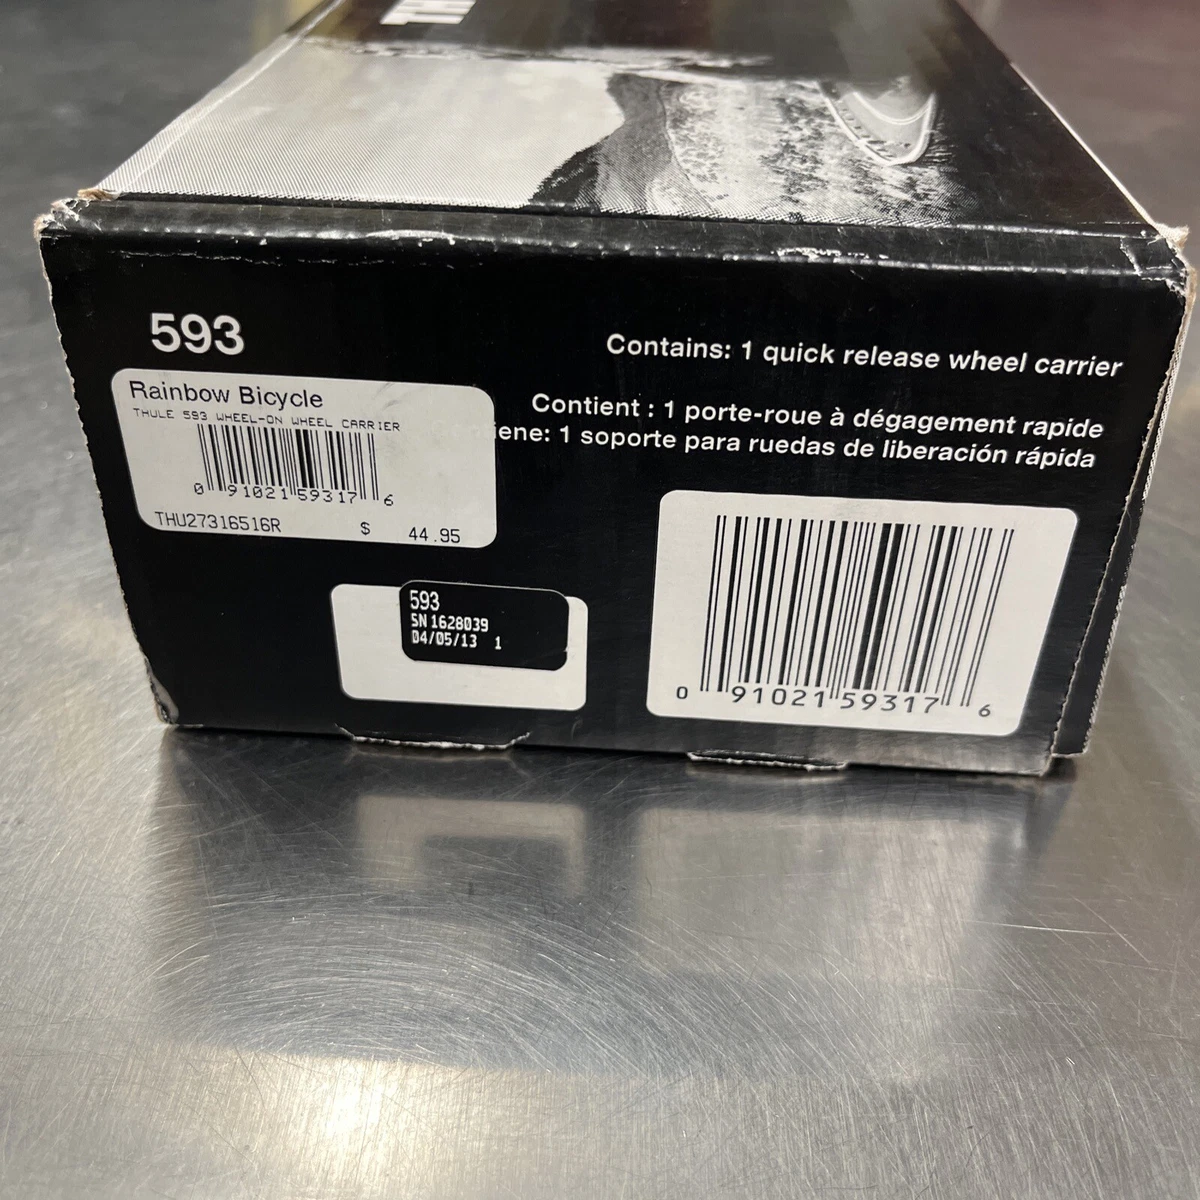 TH
593
Contains: 1 quick release wheel carrier
Contient : 1 porte-roue à dégagement rapide
iene: 1 soporte para ruedas de liberación rápida
Rainbow Bicycle
THULE 593 WHEEL-ON WHEEL CARRIER
0 91021 59317 6
THU27316516R $ 44.95
593
SN 1628039
04/05/13 1
0 91021 59317 6